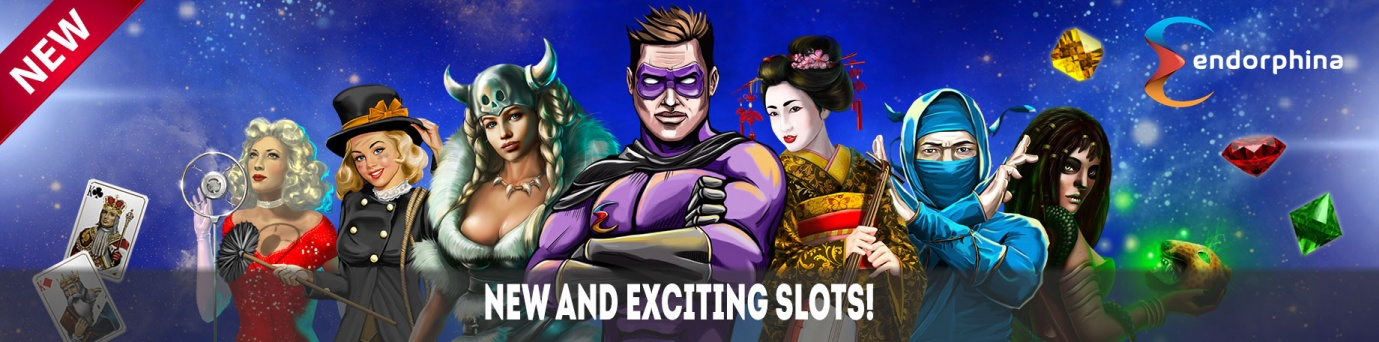 NEW
endorphina
NEW AND EXCITING SLOTS!